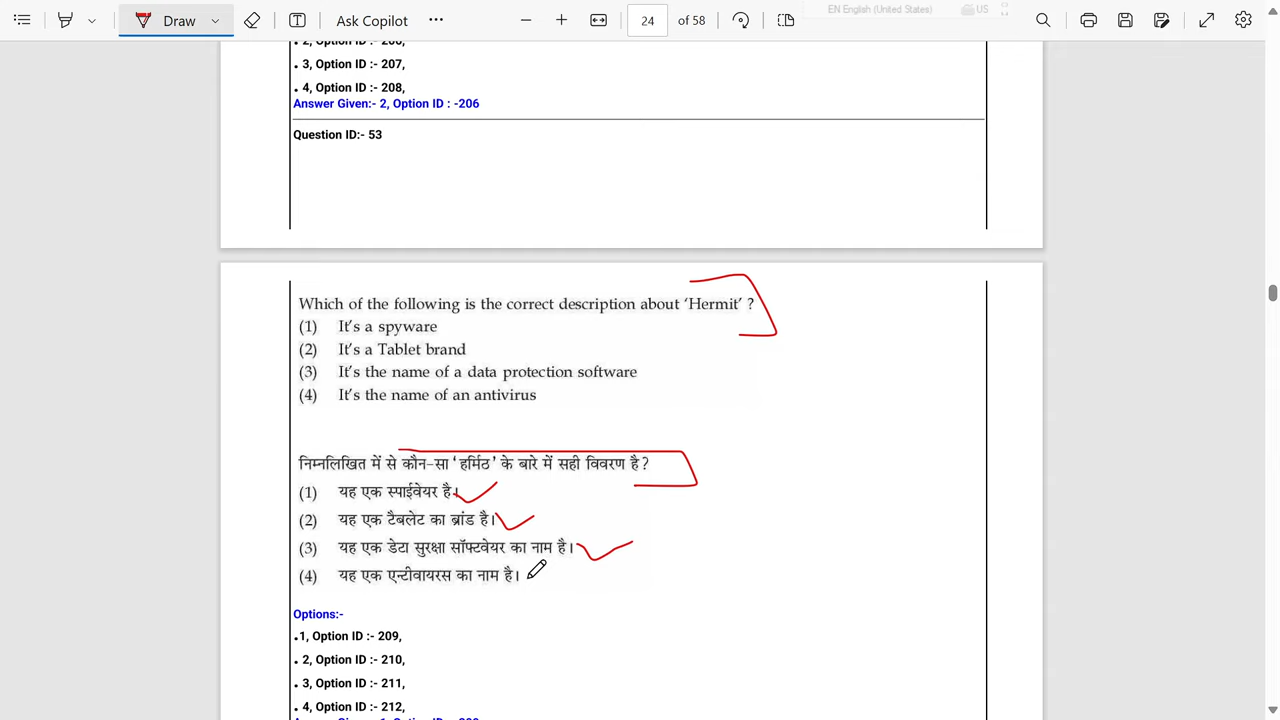 Draw
Ask Copilot
24 of 58
EN English (United States)
US
3, Option ID :- 207,
4, Option ID :- 208,
Answer Given:- 2, Option ID : -206
Question ID:- 53
Which of the following is the correct description about ‘Hermit’ ?
(1) It’s a spyware
(2) It’s a Tablet brand
(3) It’s the name of a data protection software
(4) It’s the name of an antivirus
निम्नलिखित में से कौन-सा ‘हर्मिठ’ के बारे में सही विवरण है?
(1) यह एक स्पाईवेयर है।
(2) यह एक टैबलेट का ब्रांड है।
(3) यह एक डेटा सुरक्षा सॉफ्टवेयर का नाम है।
(4) यह एक एन्टीवायरस का नाम है।
Options:-
.1, Option ID :- 209,
. 2, Option ID :- 210,
. 3, Option ID :- 211,
. 4, Option ID :- 212,